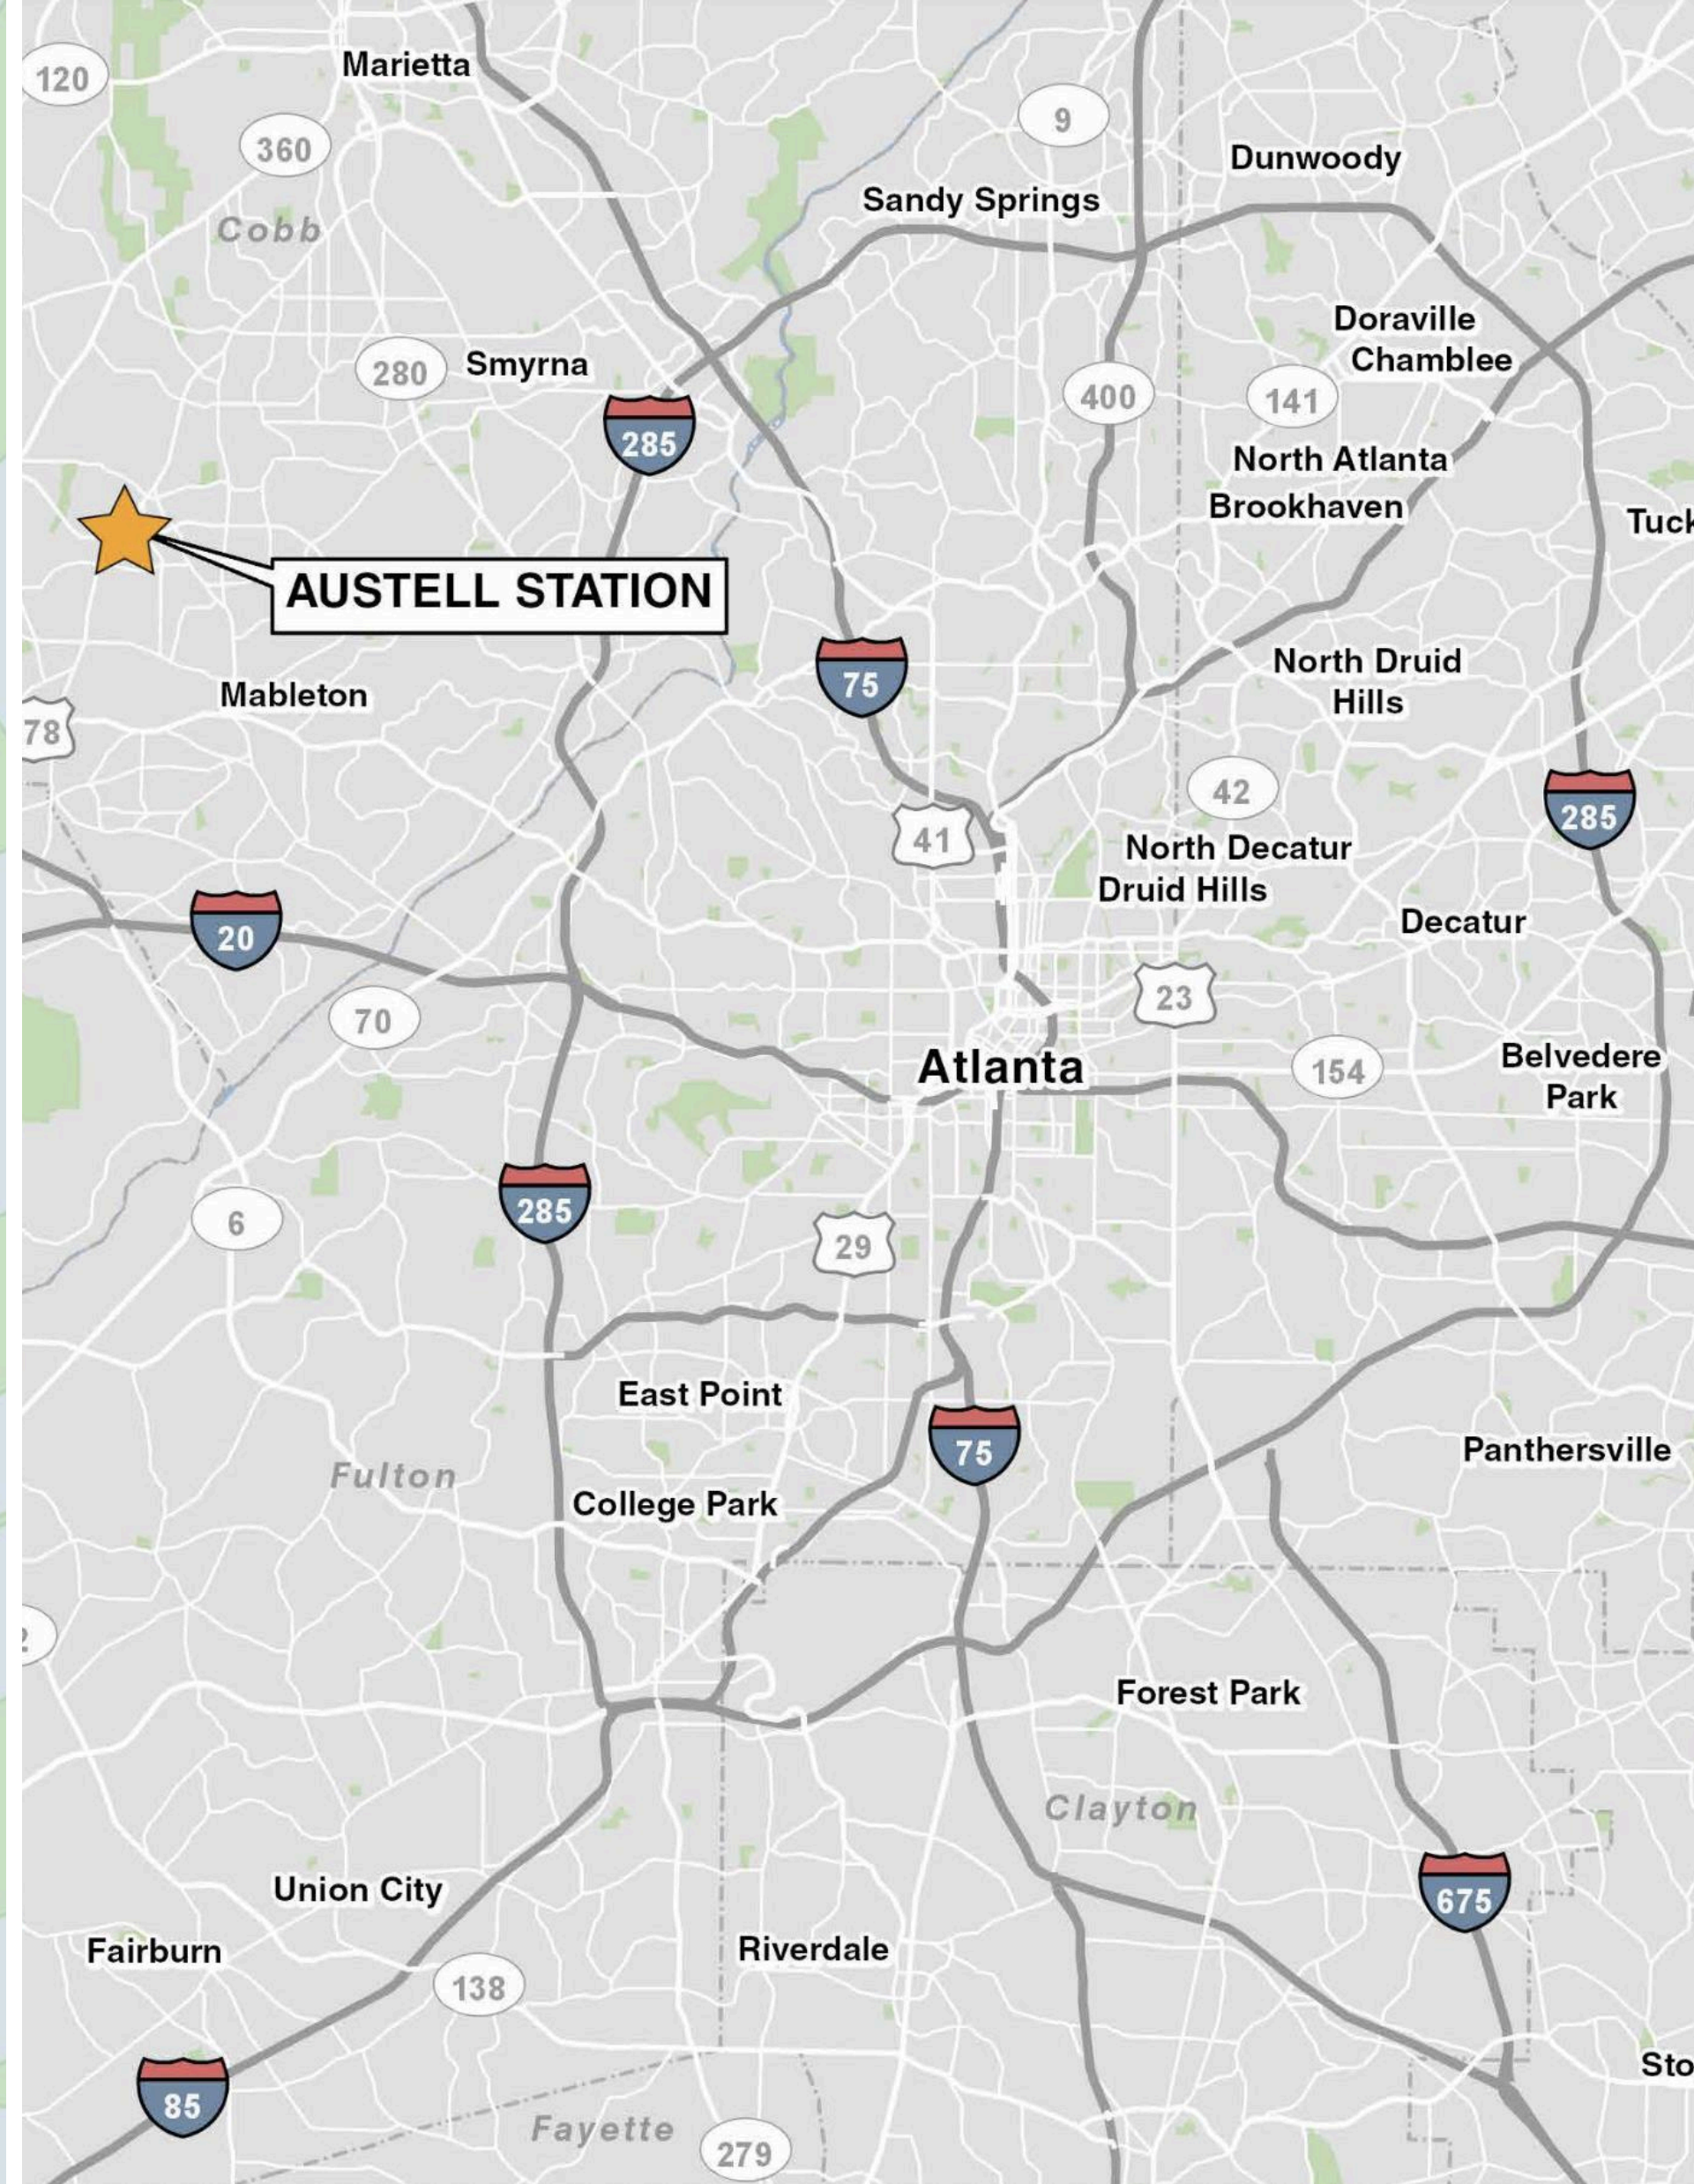 Marietta
120
9
360
Dunwoody
Sandy Springs
Cobb
Doraville
Chamblee
280
Smyrna
400
141
285
North Atlanta
Brookhaven
Tuck
AUSTELL STATION
75
North Druid
Hills
Mableton
78
42
285
41
North Decatur
Druid Hills
Decatur
20
23
70
Atlanta
154
Belvedere
Park
285
6
29
East Point
75
Panthersville
Fulton
College Park
Forest Park
Clayton
Union City
675
Fairburn
Riverdale
138
Sto
85
Fayette
279